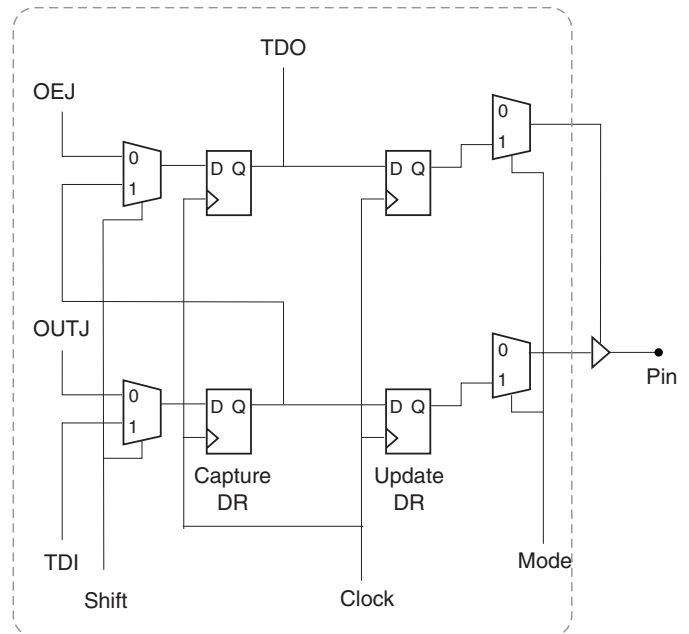 TDO
OEJ
0
1
D Q
D Q
0
1
OUTJ
0
1
D Q
D Q
0
1
Pin
Capture
DR
Update
DR
TDI
Shift
Clock
Mode